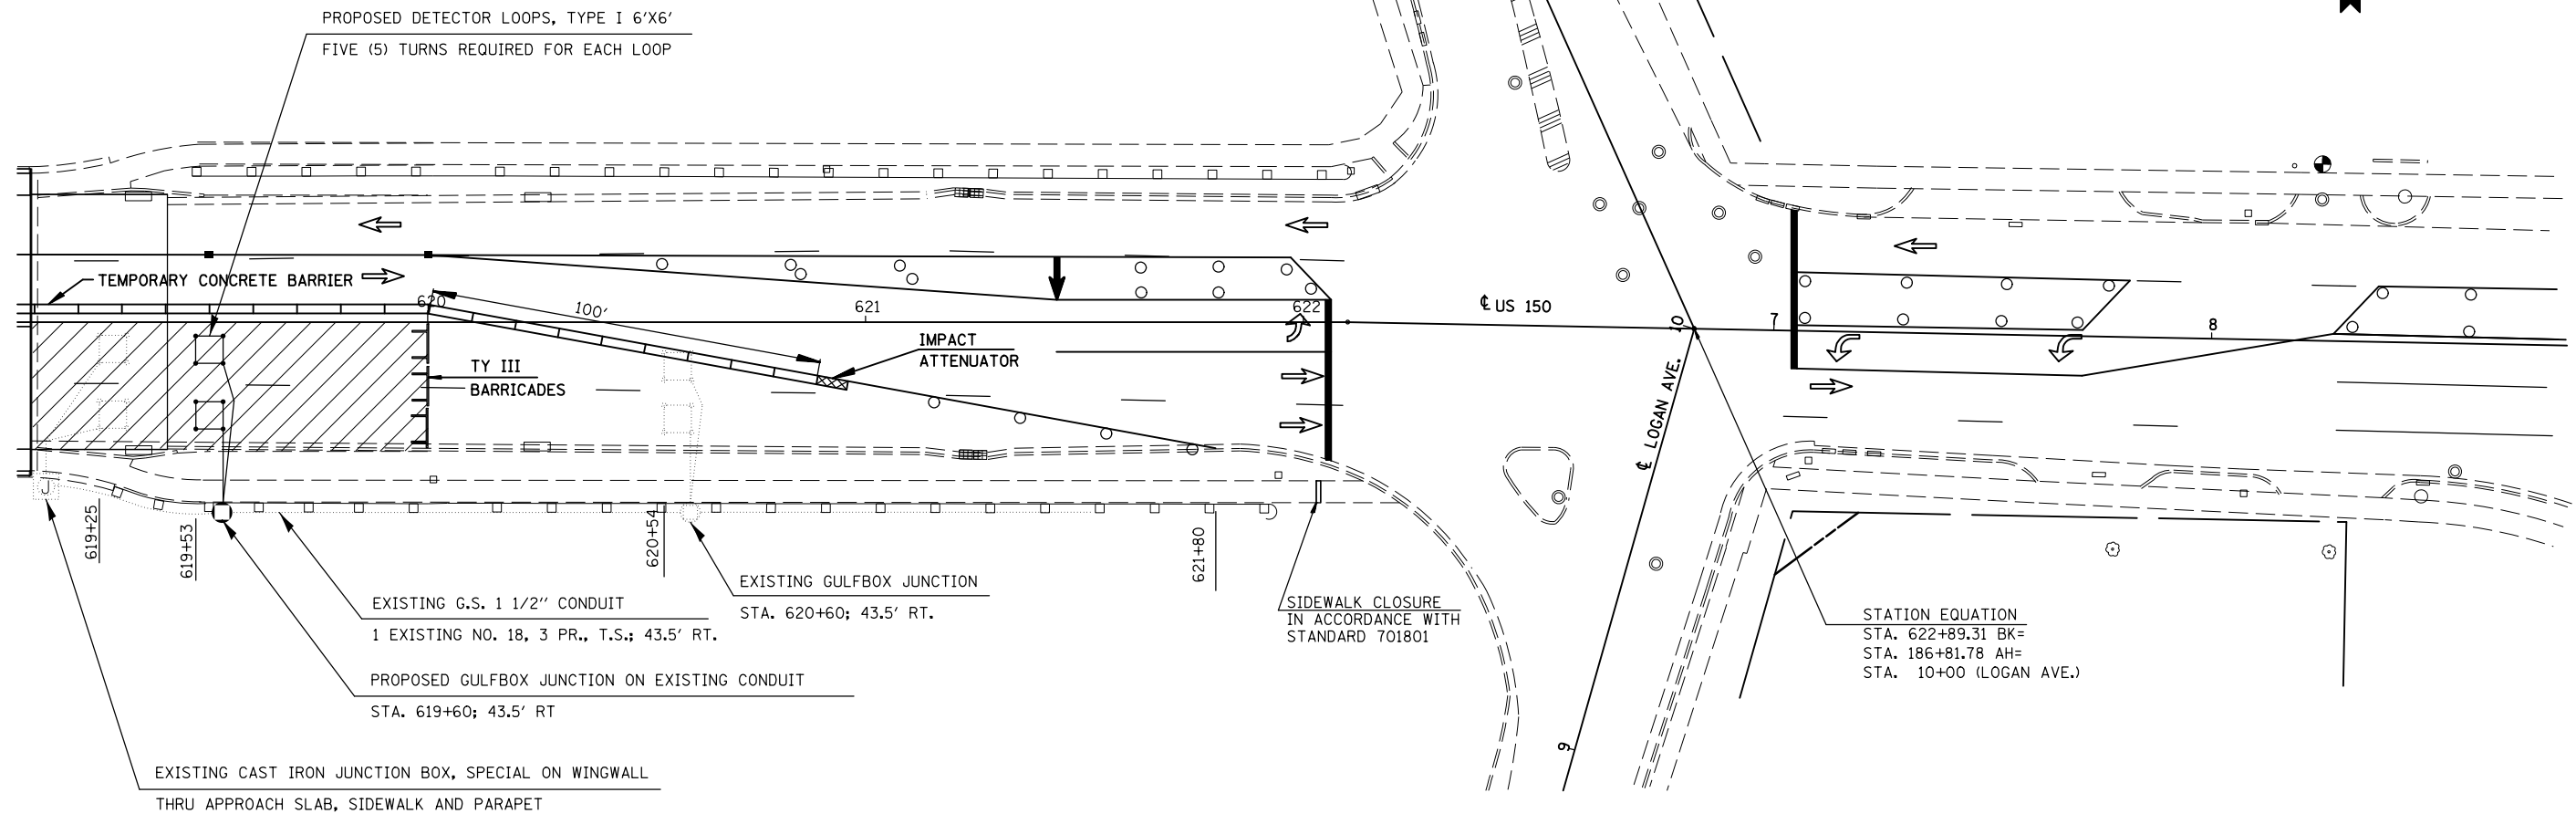 PROPOSED DETECTOR LOOPS, TYPE I 6'X6'
FIVE (5) TURNS REQUIRED FOR EACH LOOP
TEMPORARY CONCRETE BARRIER
620
100'
621
622
℄ US 150
10
7
8
IMPACT
ATTENUATOR
TY III
BARRICADES
℄ LOGAN AVE.
J
619+25
619+53
620+54
621+80
9
EXISTING GULFBOX JUNCTION
STA. 620+60; 43.5' RT.
EXISTING G.S. 1 1/2" CONDUIT
1 EXISTING NO. 18, 3 PR., T.S.; 43.5' RT.
SIDEWALK CLOSURE
IN ACCORDANCE WITH
STANDARD 701801
STATION EQUATION
STA. 622+89.31 BK=
STA. 186+81.78 AH=
STA. 10+00 (LOGAN AVE.)
PROPOSED GULFBOX JUNCTION ON EXISTING CONDUIT
STA. 619+60; 43.5' RT
EXISTING CAST IRON JUNCTION BOX, SPECIAL ON WINGWALL
THRU APPROACH SLAB, SIDEWALK AND PARAPET